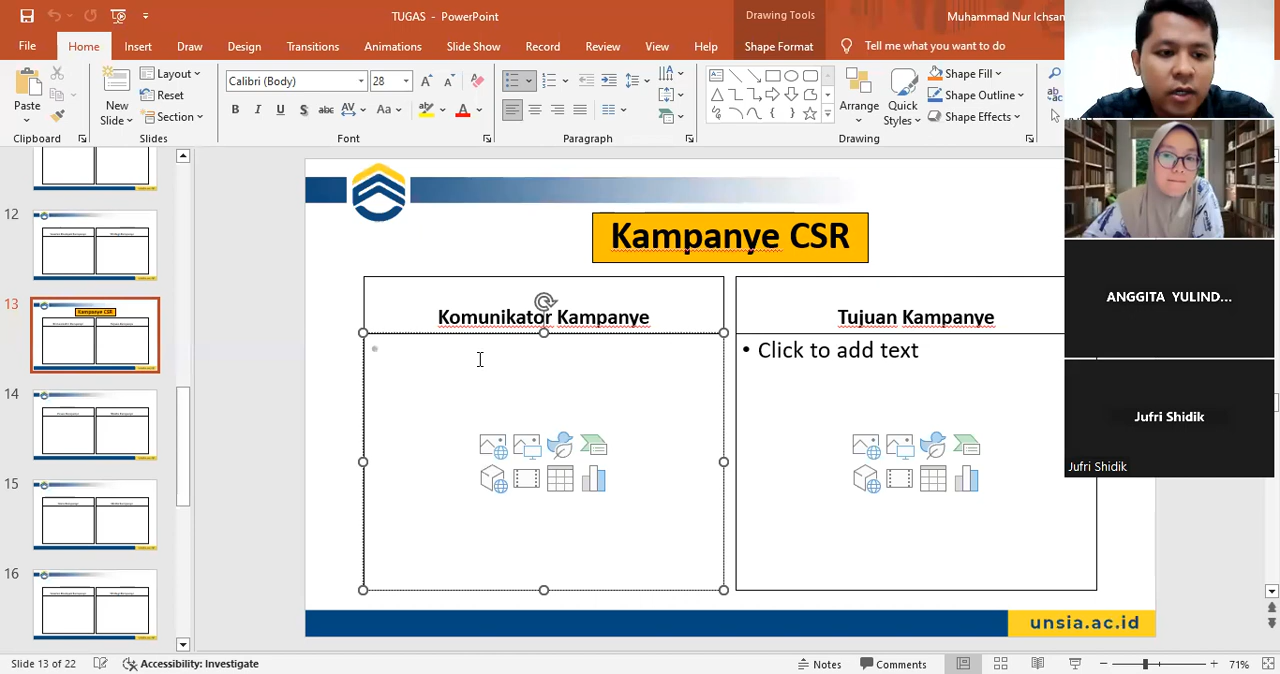 TUGAS - PowerPoint
Drawing Tools
Muhammad Nur Ichsan
File
Home
Insert
Draw
Design
Transitions
Animations
Slide Show
Record
Review
View
Help
Shape Format
Tell me what you want to do
Paste
Clipboard
New
Slide
Layout
Reset
Section
Slides
Calibri (Body)
28
B I U S abc AV Aa
Font
Paragraph
Arrange
Quick
Styles
Shape Fill
Shape Outline
Shape Effects
Drawing
12
13
14
15
16
Kampanye CSR
Komunikator Kampanye
Tujuan Kampanye
• Click to add text
unsia.ac.id
ANGGITA YULIND...
Jufri Shidik
Jufri Shidik
Slide 13 of 22
Accessibility: Investigate
Notes
Comments
71%